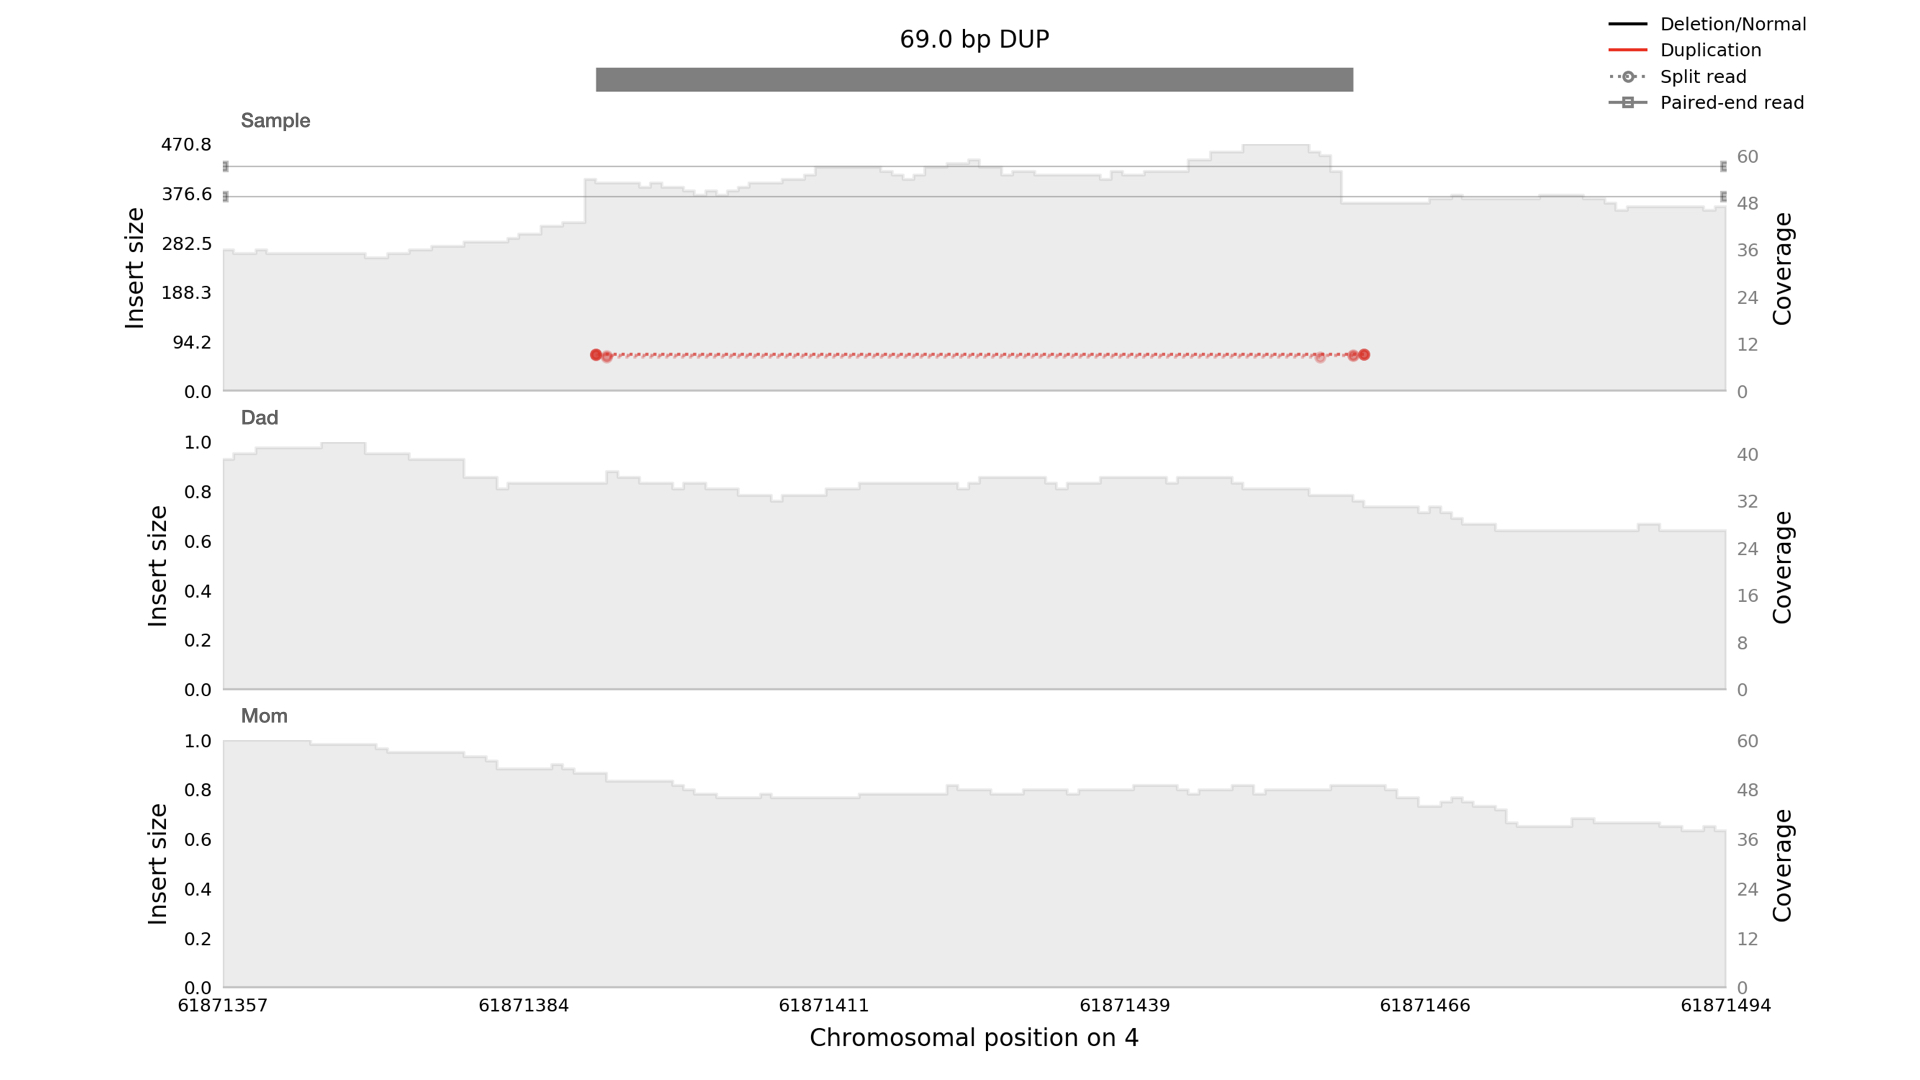 69.0 bp DUP
Deletion/Normal
Duplication
Split read
Paired-end read
Sample
470.8
376.6
282.5
188.3
94.2
0.0
Insert size
60
48
36
24
12
0
Coverage
Dad
1.0
0.8
0.6
0.4
0.2
0.0
Insert size
40
32
24
16
8
0
Coverage
Mom
1.0
0.8
0.6
0.4
0.2
0.0
Insert size
60
48
36
24
12
0
Coverage
61871357 61871384 61871411 61871439 61871466 61871494
Chromosomal position on 4